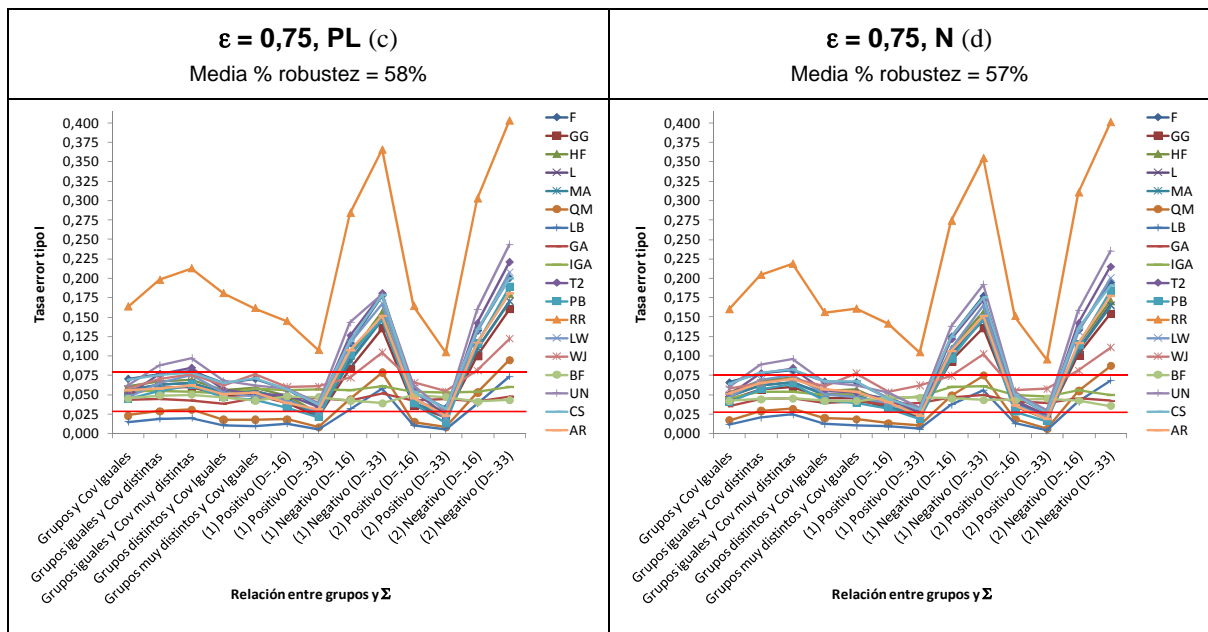 ε = 0,75, PL (c)
Media % robustez = 58%
ε = 0,75, N (d)
Media % robustez = 57%
Tasa error tipo I
0,400
0,375
0,350
0,325
0,300
0,275
0,250
0,225
0,200
0,175
0,150
0,125
0,100
0,075
0,050
0,025
0,000
Grupos y Cov Iguales
Grupos iguales y Cov distintas
Grupos iguales y Cov muy distintas
Grupos distintos y Cov Iguales
Grupos muy distintos y Cov Iguales
(1) Positivo (D=.16)
(1) Positivo (D=.33)
(1) Negativo (D=.16)
(1) Negativo (D=.33)
(2) Positivo (D=.16)
(2) Positivo (D=.33)
(2) Negativo (D=.16)
(2) Negativo (D=.33)
Relación entre grupos y Σ
F
GG
HF
L
MA
QM
LB
GA
IGA
T2
PB
RR
LW
WJ
BF
UN
CS
AR
Tasa error tipo I
0,400
0,375
0,350
0,325
0,300
0,275
0,250
0,225
0,200
0,175
0,150
0,125
0,100
0,075
0,050
0,025
0,000
Grupos y Cov Iguales
Grupos iguales y Cov distintas
Grupos iguales y Cov muy distintas
Grupos distintos y Cov Iguales
Grupos muy distintos y Cov Iguales
(1) Positivo (D=.16)
(1) Positivo (D=.33)
(1) Negativo (D=.16)
(1) Negativo (D=.33)
(2) Positivo (D=.16)
(2) Positivo (D=.33)
(2) Negativo (D=.16)
(2) Negativo (D=.33)
Relación entre grupos y Σ
F
GG
HF
L
MA
QM
LB
GA
IGA
T2
PB
RR
LW
WJ
BF
UN
CS
AR